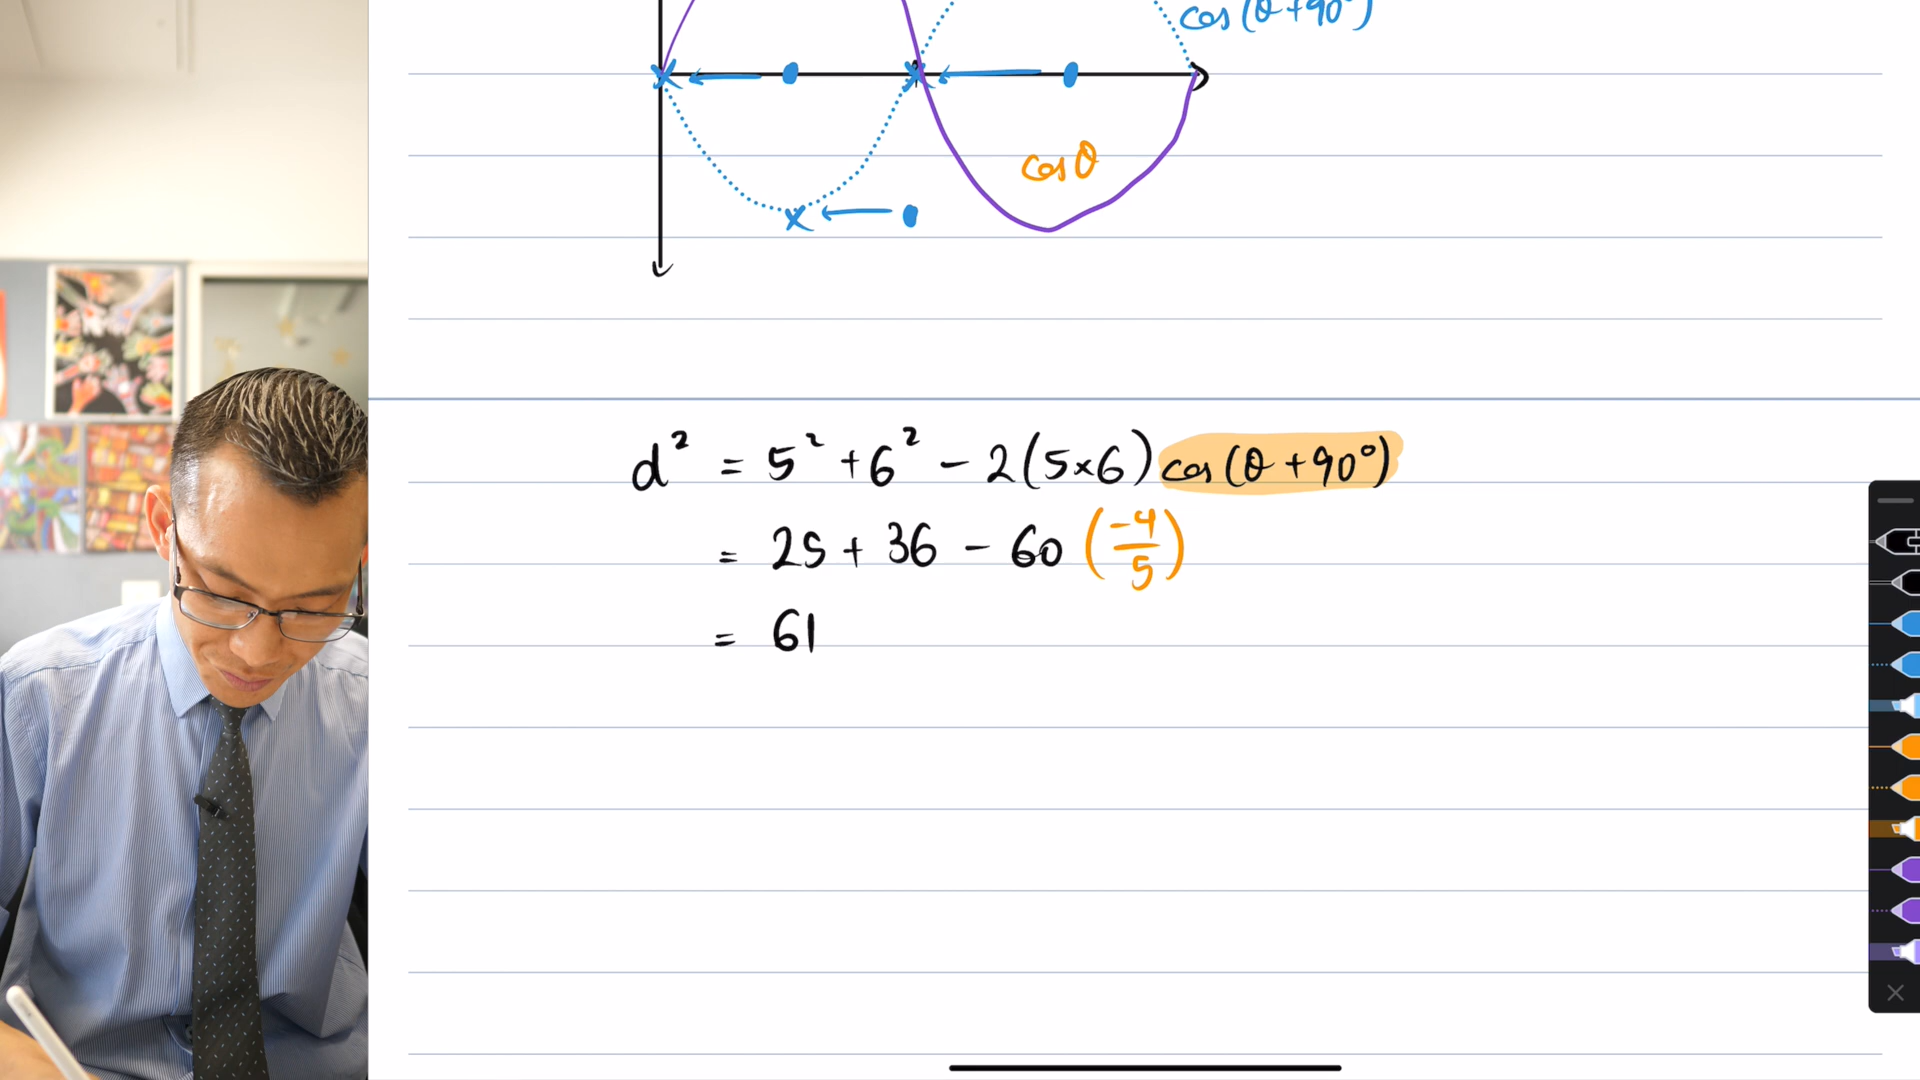 cos (θ+90°)
cos θ
d² = 5² + 6² - 2(5×6) cos (θ + 90°)
= 25 + 36 - 60 (-4/5)
= 61